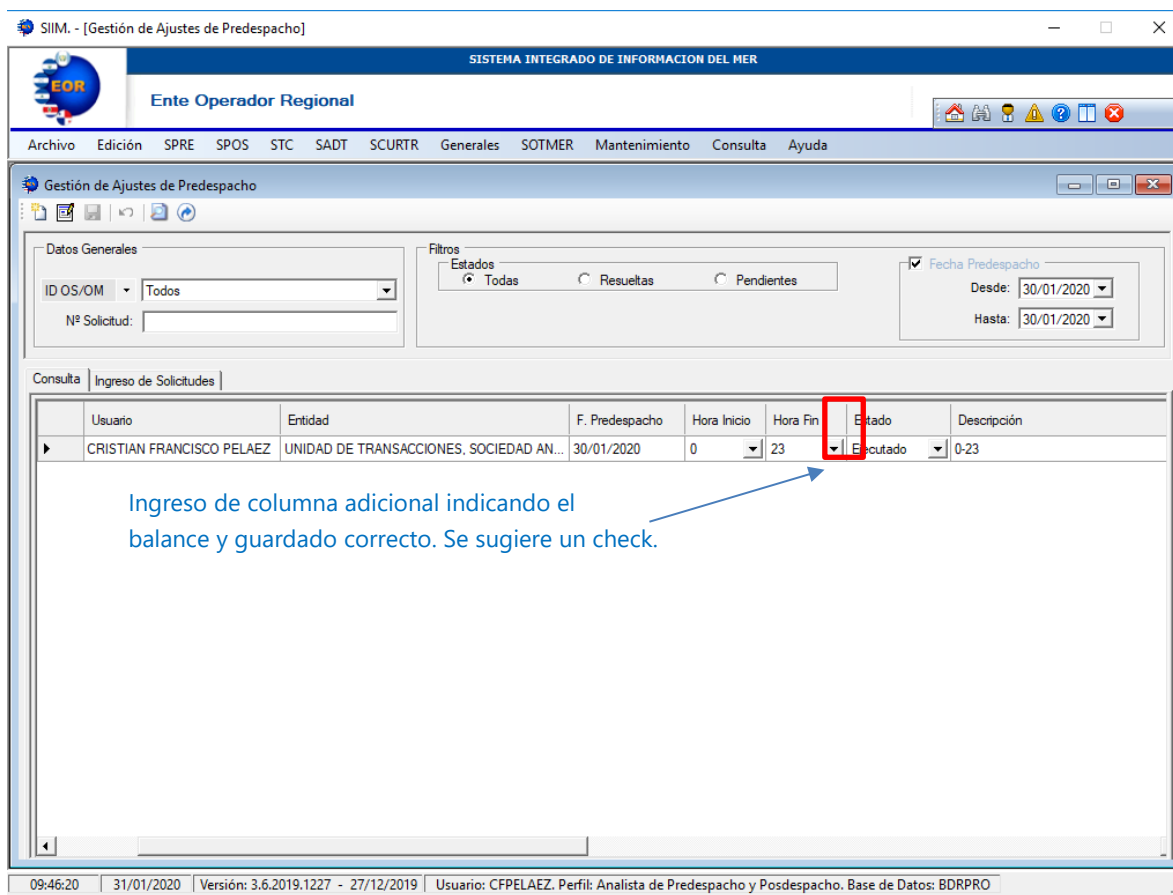 SIIM. - [Gestión de Ajustes de Predespacho]
SISTEMA INTEGRADO DE INFORMACION DEL MER
EOR
Ente Operador Regional
Archivo Edición SPRE SPOS STC SADT SCURTR Generales SOTMER Mantenimiento Consulta Ayuda
Gestión de Ajustes de Predespacho
Datos Generales
ID OS/OM Todos
Nº Solicitud:
Filtros
Estados
Todas Resueltas Pendientes
Fecha Predespacho
Desde: 30/01/2020
Hasta: 30/01/2020
Consulta Ingreso de Solicitudes
Usuario Entidad F. Predespacho Hora Inicio Hora Fin Estado Descripción
CRISTIAN FRANCISCO PELAEZ UNIDAD DE TRANSACCIONES, SOCIEDAD AN... 30/01/2020 0 23 Ejecutado 0-23
Ingreso de columna adicional indicando el
balance y guardado correcto. Se sugiere un check.
09:46:20 31/01/2020 Versión: 3.6.2019.1227 - 27/12/2019 Usuario: CFPELAEZ. Perfil: Analista de Predespacho y Posdespacho. Base de Datos: BDRPRO